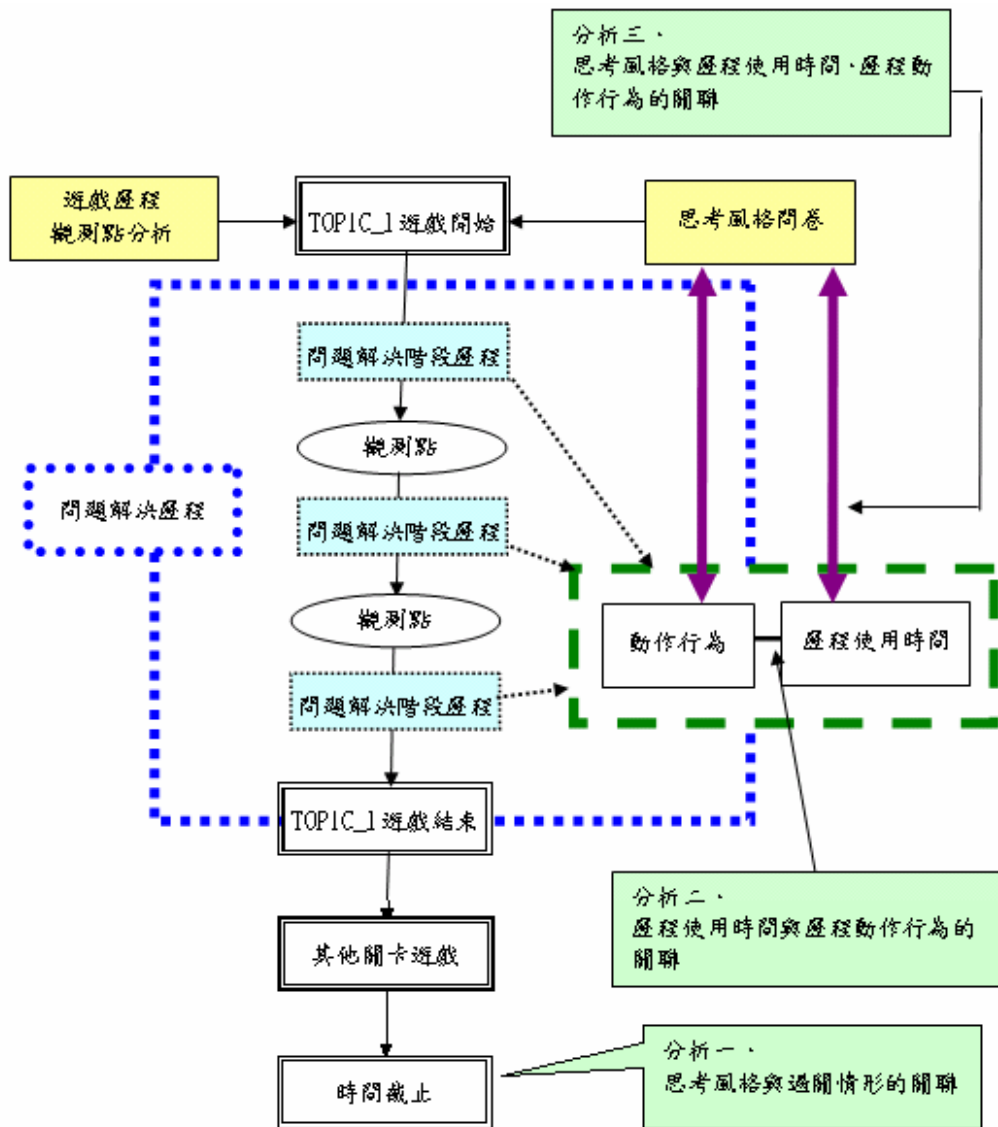 分析三、
思考風格與歷程使用時間、歷程動
作行為的關聯
遊戲歷程
觀測點分析
TOPIC_1遊戲開始
思考風格問卷
問題解決階段歷程
觀測點
問題解決歷程
問題解決階段歷程
觀測點
動作行為
歷程使用時間
問題解決階段歷程
TOPIC_1遊戲結束
分析二、
歷程使用時間與歷程動作行為的
關聯
其他關卡遊戲
分析一、
思考風格與過關情形的關聯
時間截止